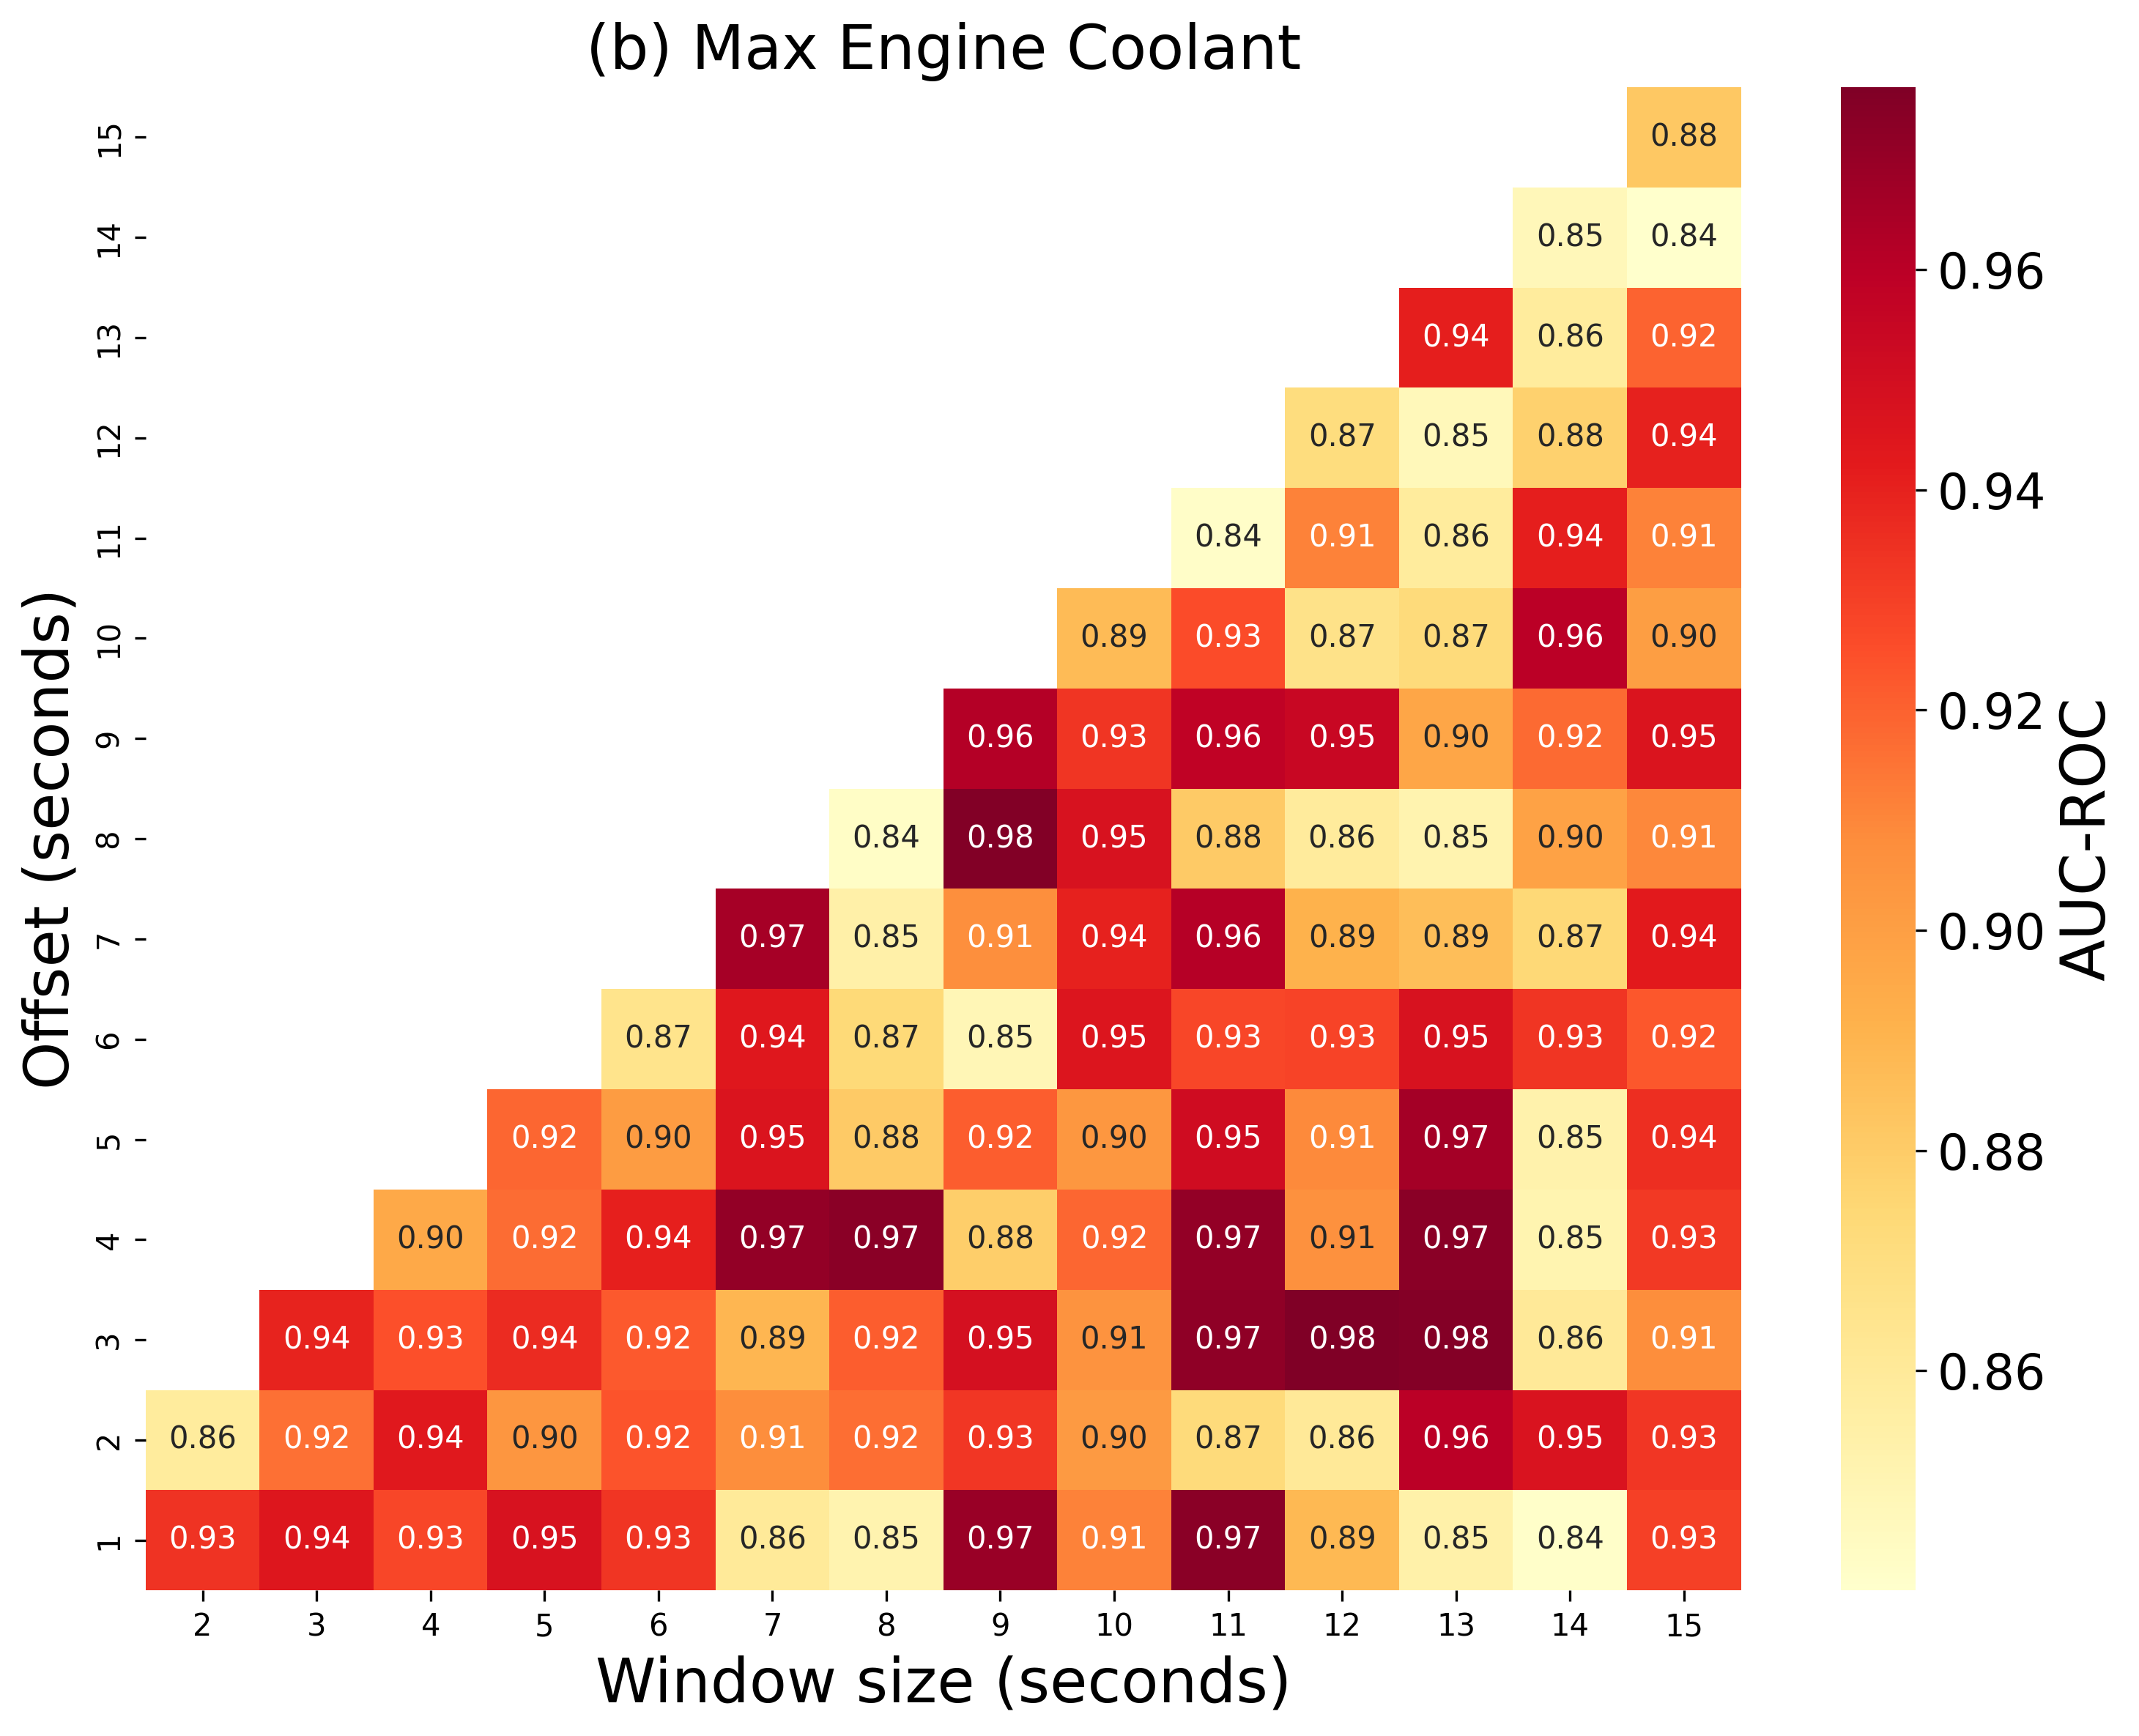 (b) Max Engine Coolant
15 0.88
14 0.85 0.84
13 0.94 0.86 0.92
12 0.87 0.85 0.88 0.94
11 0.84 0.91 0.86 0.94 0.91
10 0.89 0.93 0.87 0.87 0.96 0.90
9 0.96 0.93 0.96 0.95 0.90 0.92 0.95
8 0.84 0.98 0.95 0.88 0.86 0.85 0.90 0.91
7 0.97 0.85 0.91 0.94 0.96 0.89 0.89 0.87 0.94
6 0.87 0.94 0.87 0.85 0.95 0.93 0.93 0.95 0.93 0.92
5 0.92 0.90 0.95 0.88 0.92 0.90 0.95 0.91 0.97 0.85 0.94
4 0.90 0.92 0.94 0.97 0.97 0.88 0.92 0.97 0.91 0.97 0.85 0.93
3 0.94 0.93 0.94 0.92 0.89 0.92 0.95 0.91 0.97 0.98 0.98 0.86 0.91
2 0.86 0.92 0.94 0.90 0.92 0.91 0.92 0.93 0.90 0.87 0.86 0.96 0.95 0.93
1 0.93 0.94 0.93 0.95 0.93 0.86 0.85 0.97 0.91 0.97 0.89 0.85 0.84 0.93
2 3 4 5 6 7 8 9 10 11 12 13 14 15
Window size (seconds)
Offset (seconds)
0.96
0.94
0.92
0.90
0.88
0.86
AUC-ROC